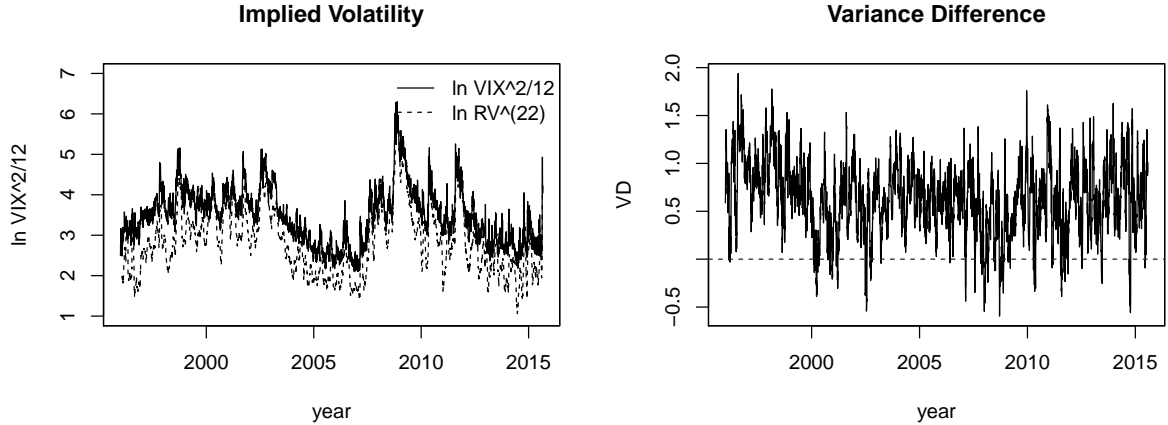 Implied Volatility
ln VIX^2/12
7
6
5
4
3
2
1
ln VIX^2/12
ln RV^(22)
2000 2005 2010 2015
year
Variance Difference
VD
2.0
1.5
1.0
0.5
−0.5
2000 2005 2010 2015
year